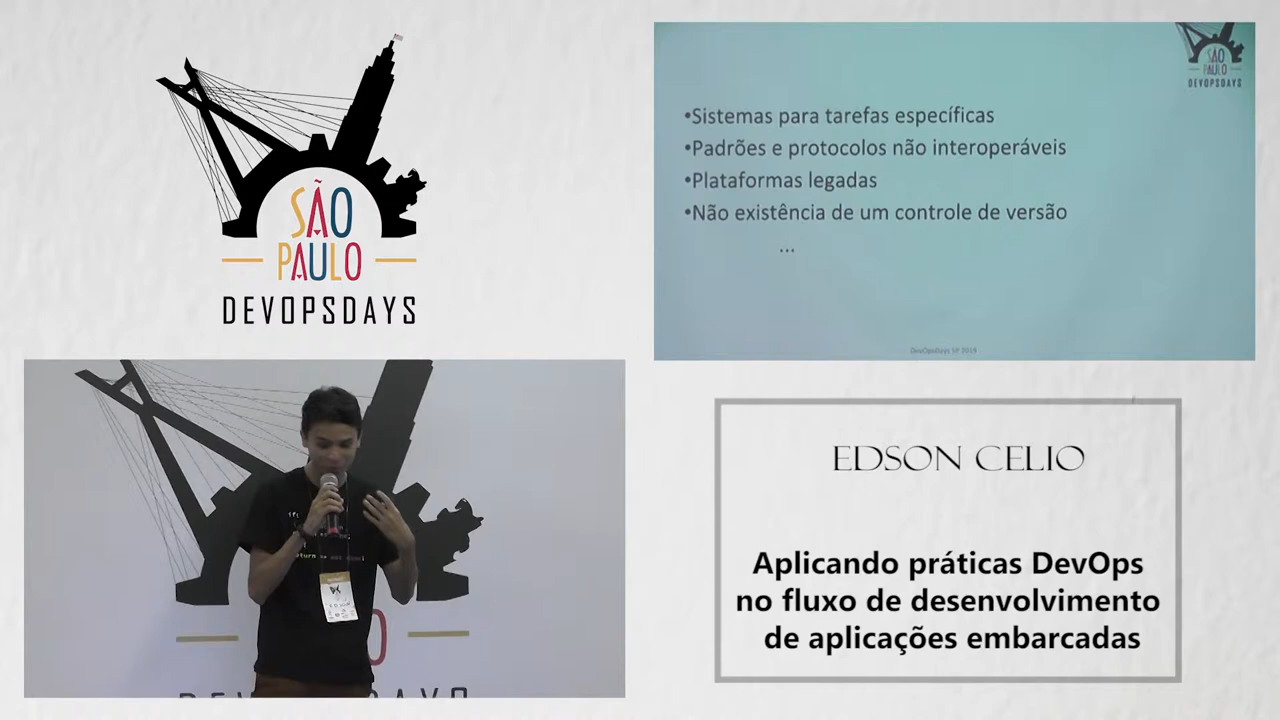 SÃO
PAULO
DEVOPSDAYS
SÃO
PAULO
DEVOPSDAYS
•Sistemas para tarefas específicas
•Padrões e protocolos não interoperáveis
•Plataformas legadas
•Não existência de um controle de versão
...
DevOpsDays SP 2019
EDSON CELIO
Aplicando práticas DevOps
no fluxo de desenvolvimento
de aplicações embarcadas